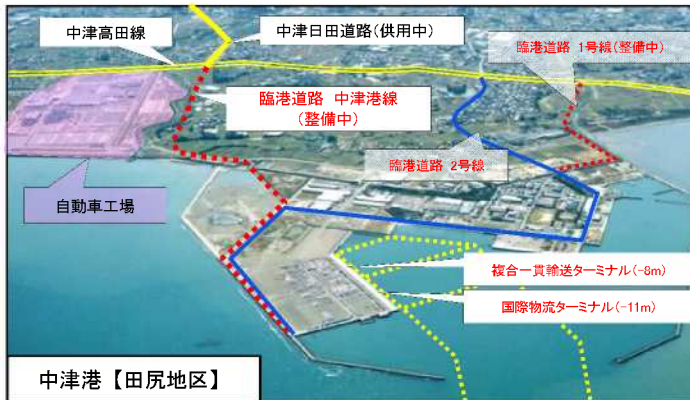 中津高田線
中津日田道路(供用中)
臨港道路 1号線(整備中)
臨港道路 中津港線
(整備中)
臨港道路 2号線
自動車工場
複合一貫輸送ターミナル(-8m)
国際物流ターミナル(-11m)
中津港【田尻地区】